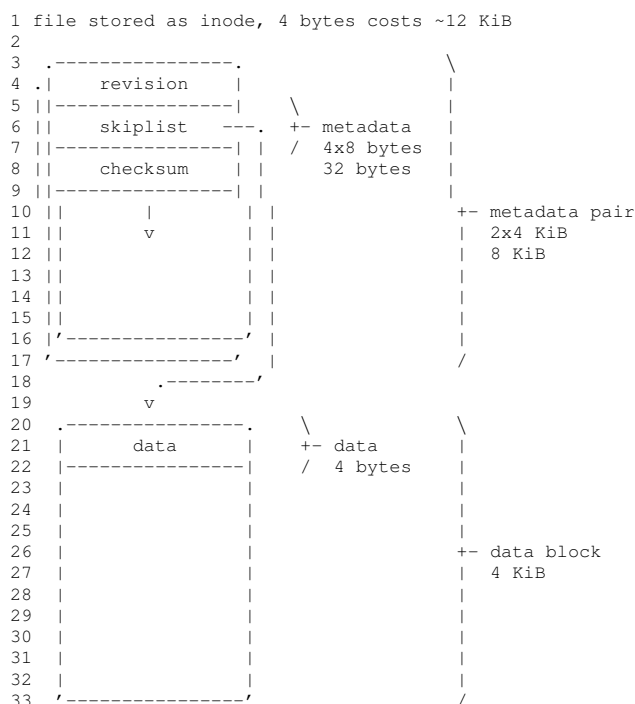 1 file stored as inode, 4 bytes costs ~12 KiB
2
3  .----------------.                  \
4 .|    revision    |                  |
5 ||----------------|    \             |
6 ||    skiplist   ---.  +- metadata   |
7 ||----------------| |  /  4x8 bytes  |
8 ||    checksum    | |     32 bytes   |
9 ||----------------| |                |
10 ||       |        | |                +- metadata pair
11 ||       v        | |                |  2x4 KiB
12 ||                | |                |  8 KiB
13 ||                | |                |
14 ||                | |                |
15 ||                | |                |
16 |'----------------' |                |
17 '----------------'  |                /
18          .--------'
19         v
20  .----------------.    \             \
21  |      data      |    +- data       |
22  |----------------|    /  4 bytes    |
23  |                |                  |
24  |                |                  |
25  |                |                  |
26  |                |                  +- data block
27  |                |                  |  4 KiB
28  |                |                  |
29  |                |                  |
30  |                |                  |
31  |                |                  |
32  |                |                  |
33  '----------------'                  /